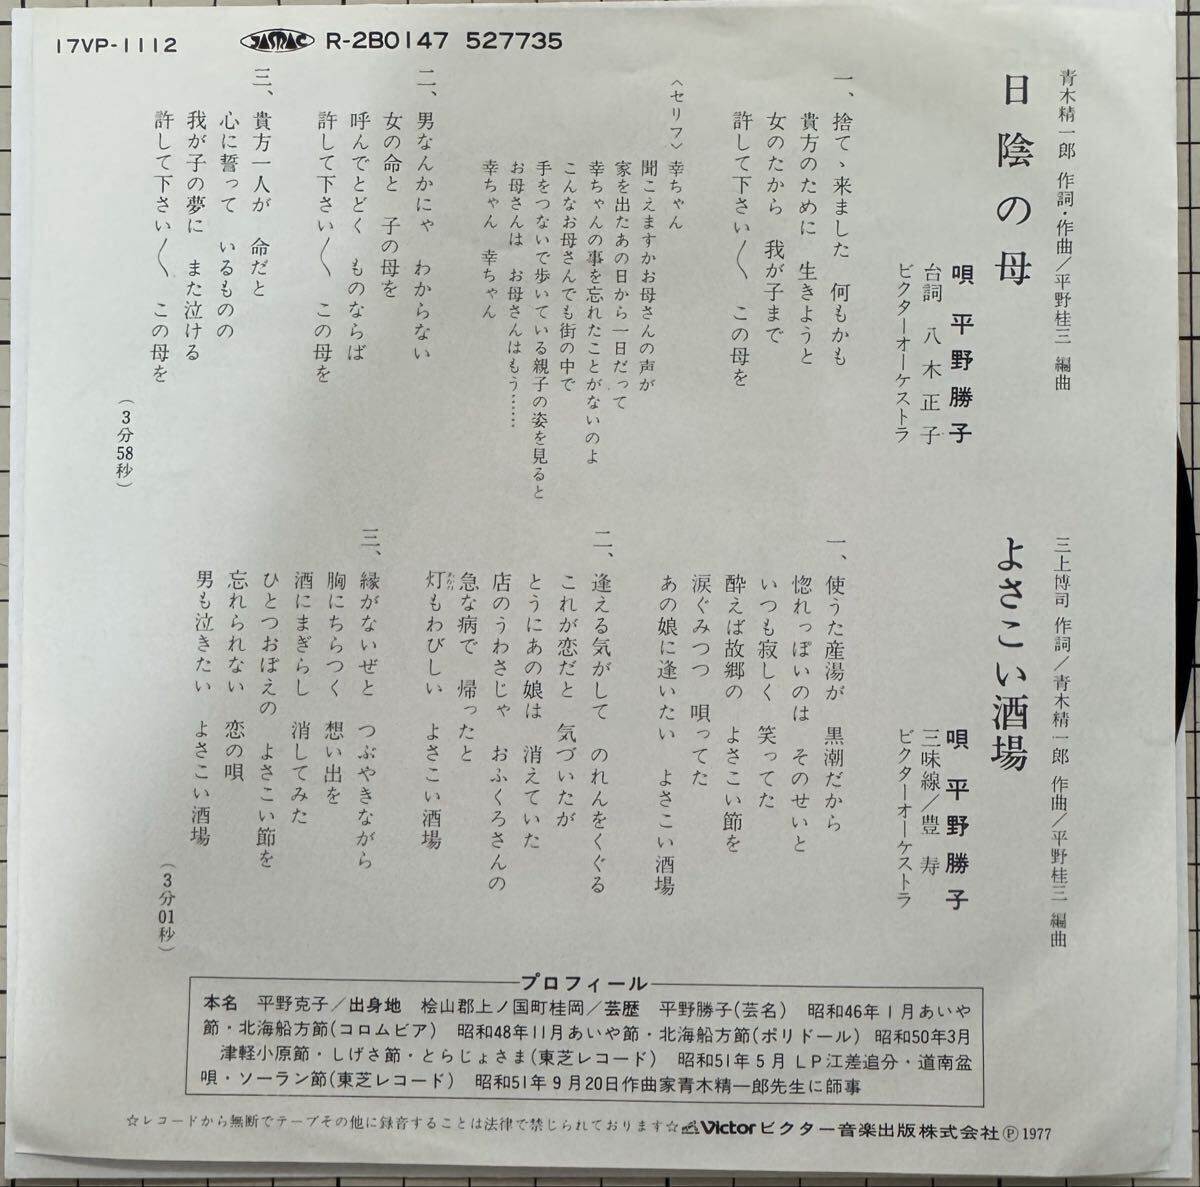 17VP-1112 JASRAC R-2B0147 527735
青木精一郎 作詞・作曲／平野桂三 編曲
日陰の母
唄 平野勝子
台詞 八木正子
ビクターオーケストラ
一、捨てゝ来ました 何もかも
貴方のために 生きようと
女のたから 我が子まで
許して下さい〱 この母を
〈セリフ〉幸ちゃん
聞こえますかお母さんの声が
家を出たあの日から一日だって
幸ちゃんの事を忘れたことがないのよ
こんなお母さんでも街の中で
手をつないで歩いている親子の姿を見ると
お母さんは お母さんはもう……
幸ちゃん 幸ちゃん
二、男なんかにゃ わからない
女の命と 子の母を
呼んでとどく ものならば
許して下さい〱 この母を
三、貴方一人が 命だと
心に誓って いるものの
我が子の夢に また泣ける
許して下さい〱 この母を
（3分58秒）
三上博司 作詞／青木精一郎 作曲／平野桂三 編曲
よさこい酒場
唄 平野勝子
三味線／豊 寿
ビクターオーケストラ
一、使うた産湯が 黒潮だから
惚れっぽいのは そのせいと
いつも寂しく 笑ってた
酔えば故郷の よさこい節を
涙ぐみつつ 唄ってた
あの娘に逢いたい よさこい酒場
二、逢える気がして のれんをくぐる
これが恋だと 気づいたが
とうにあの娘は 消えていた
店のうわさじゃ おふくろさんの
急な病で 帰ったと
灯もわびしい よさこい酒場
三、縁がないぜと つぶやきながら
胸にちらつく 想い出を
酒にまぎらし 消してみた
ひとつおぼえの よさこい節を
忘れられない 恋の唄
男も泣きたい よさこい酒場
（3分01秒）
プロフィール
本名 平野克子／出身地 桧山郡上ノ国町桂岡／芸歴 平野勝子(芸名) 昭和46年1月あいや
節・北海船方節(コロムビア) 昭和48年11月あいや節・北海船方節(ポリドール) 昭和50年3月
津軽小原節・しげさ節・とらじょさま(東芝レコード) 昭和51年5月 LP江差追分・道南盆
唄・ソーラン節(東芝レコード) 昭和51年9月20日作曲家青木精一郎先生に師事
☆レコードから無断でテープその他に録音することは法律で禁じられております☆ Victor ビクター音楽出版株式会社 Ⓟ 1977